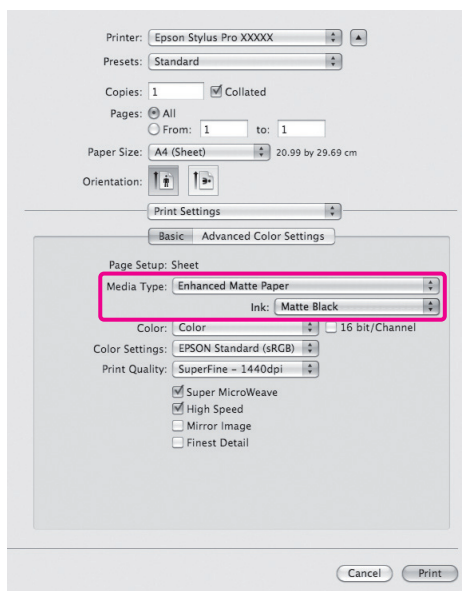 Printer: Epson Stylus Pro XXXXX
Presets: Standard
Copies: 1 Collated
Pages: All
From: 1 to: 1
Paper Size: A4 (Sheet) 20.99 by 29.69 cm
Orientation:
Print Settings
Basic Advanced Color Settings
Page Setup: Sheet
Media Type: Enhanced Matte Paper
Ink: Matte Black
Color: Color 16 bit/Channel
Color Settings: EPSON Standard (sRGB)
Print Quality: SuperFine – 1440dpi
Super MicroWeave
High Speed
Mirror Image
Finest Detail
Cancel Print